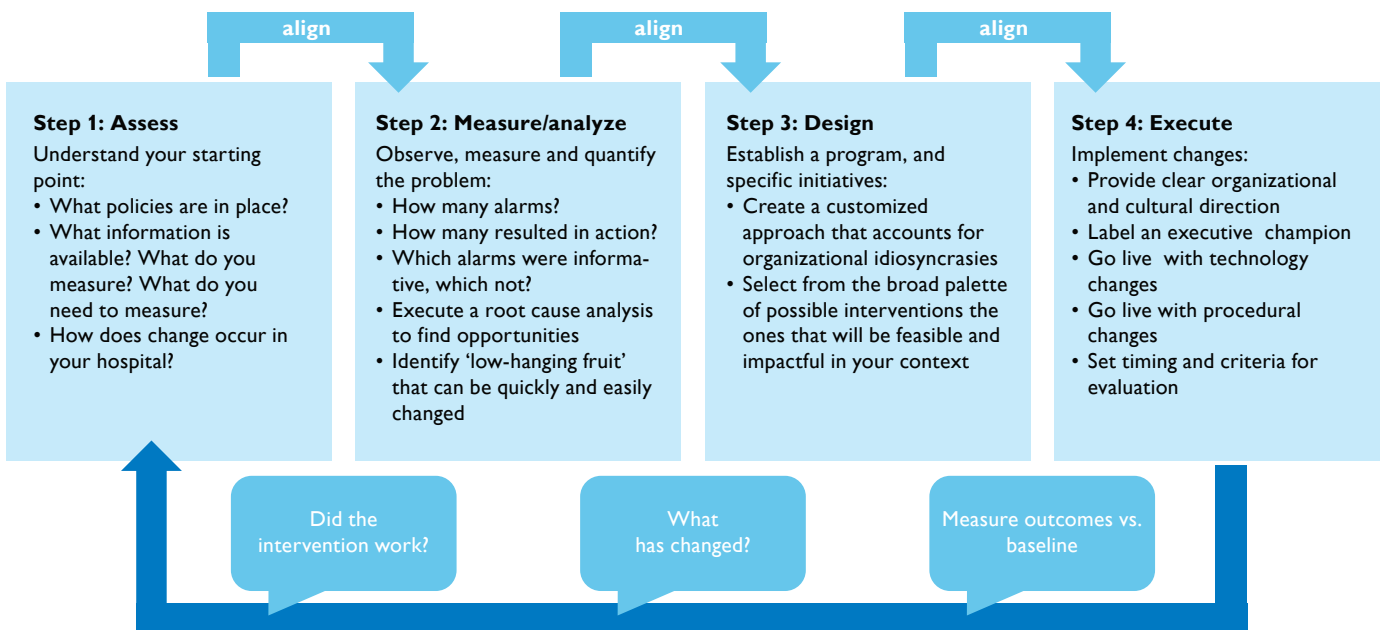 align
align
align
Step 1: Assess
Understand your starting
point:
• What policies are in place?
• What information is
available? What do you
measure? What do you
need to measure?
• How does change occur in
your hospital?
Step 2: Measure/analyze
Observe, measure and quantify
the problem:
• How many alarms?
• How many resulted in action?
• Which alarms were informa-
tive, which not?
• Execute a root cause analysis
to find opportunities
• Identify ‘low-hanging fruit’
that can be quickly and easily
changed
Step 3: Design
Establish a program, and
specific initiatives:
• Create a customized
approach that accounts for
organizational idiosyncrasies
• Select from the broad palette
of possible interventions the
ones that will be feasible and
impactful in your context
Step 4: Execute
Implement changes:
• Provide clear organizational
and cultural direction
• Label an executive champion
• Go live with technology
changes
• Go live with procedural
changes
• Set timing and criteria for
evaluation
Did the
intervention work?
What
has changed?
Measure outcomes vs.
baseline